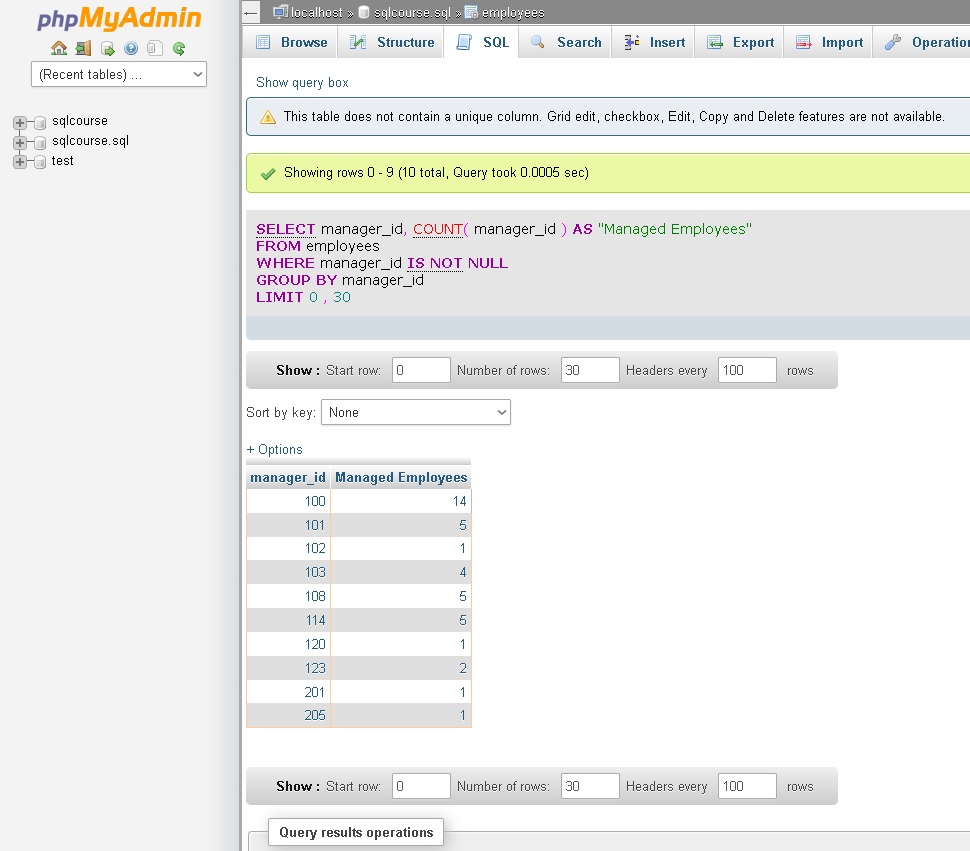 phpMyAdmin
(Recent tables) ...
sqlcourse
sqlcourse.sql
test
localhost » sqlcourse.sql » employees
Browse Structure SQL Search Insert Export Import
Show query box
This table does not contain a unique column. Grid edit, checkbox, Edit, Copy and Delete features are not available.
Showing rows 0 - 9 (10 total, Query took 0.0005 sec)
SELECT manager_id, COUNT( manager_id ) AS "Managed Employees"
FROM employees
WHERE manager_id IS NOT NULL
GROUP BY manager_id
LIMIT 0 , 30
Show : Start row: 0 Number of rows: 30 Headers every 100 rows
Sort by key: None
+ Options
manager_id Managed Employees
100 14
101 5
102 1
103 4
108 5
114 5
120 1
123 2
201 1
205 1
Show : Start row: 0 Number of rows: 30 Headers every 100 rows
Query results operations